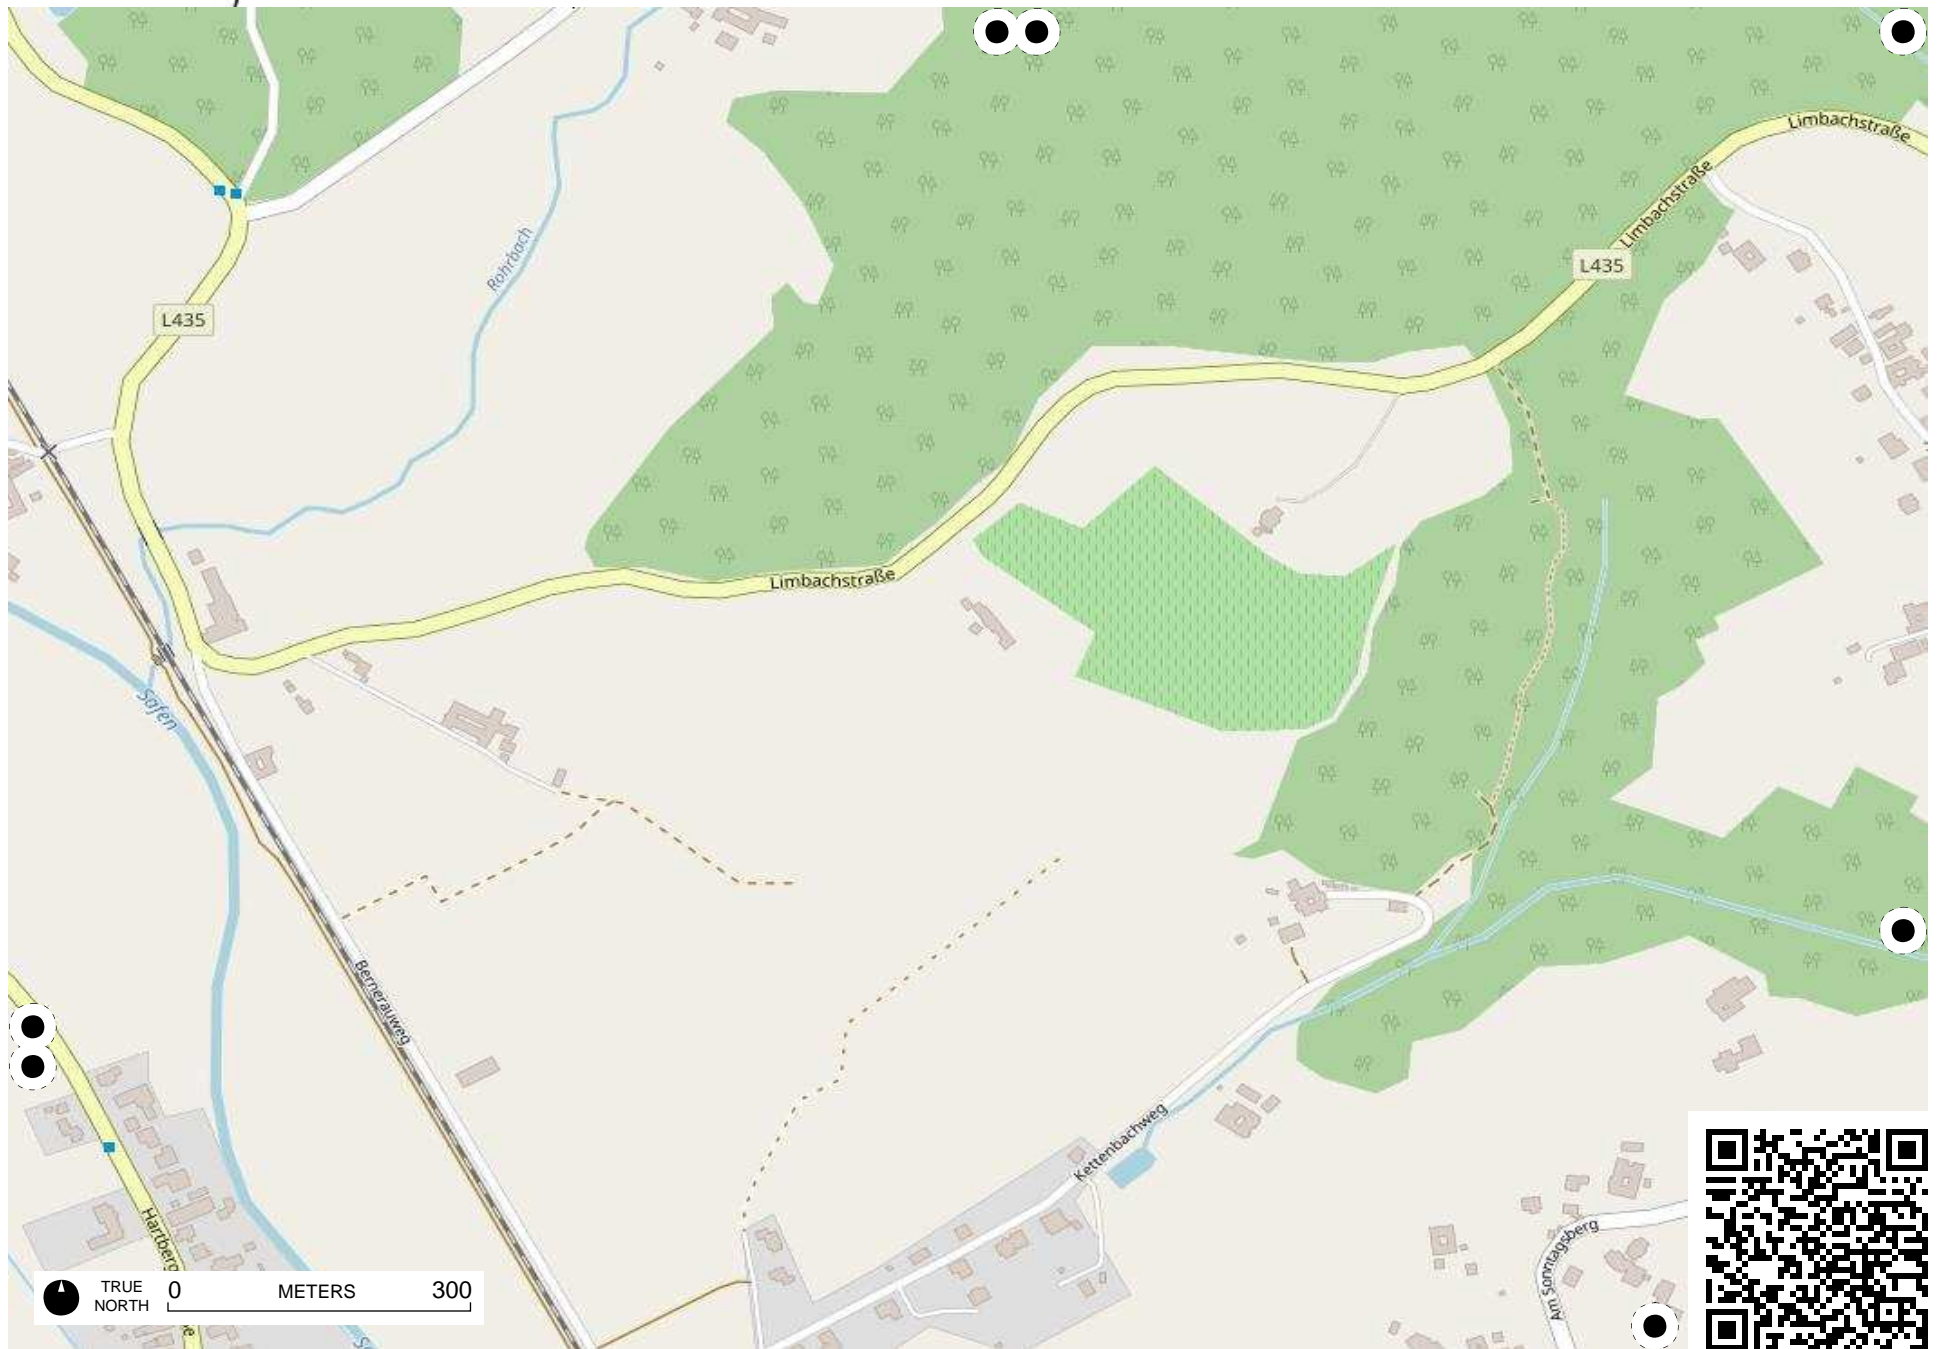 Limbachstraße
Limbachstraße
Rohrbach
L435
L435
Limbachstraße
Safen
Bernerauweg
Kettenbachweg
Hartberg
Am Sonntagsberg
TRUE
NORTH
0 METERS 300